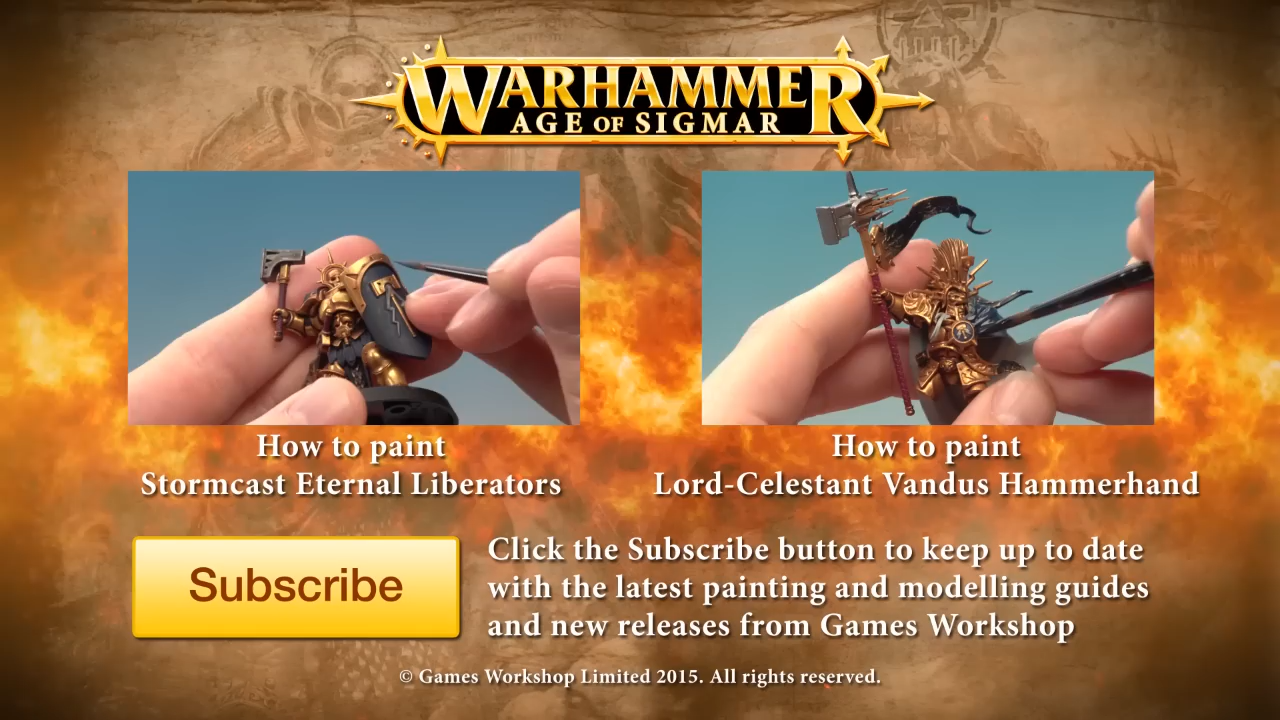 WARHAMMER
AGE OF SIGMAR
How to paint
Stormcast Eternal Liberators
How to paint
Lord-Celestant Vandus Hammerhand
Subscribe
Click the Subscribe button to keep up to date
with the latest painting and modelling guides
and new releases from Games Workshop
© Games Workshop Limited 2015. All rights reserved.